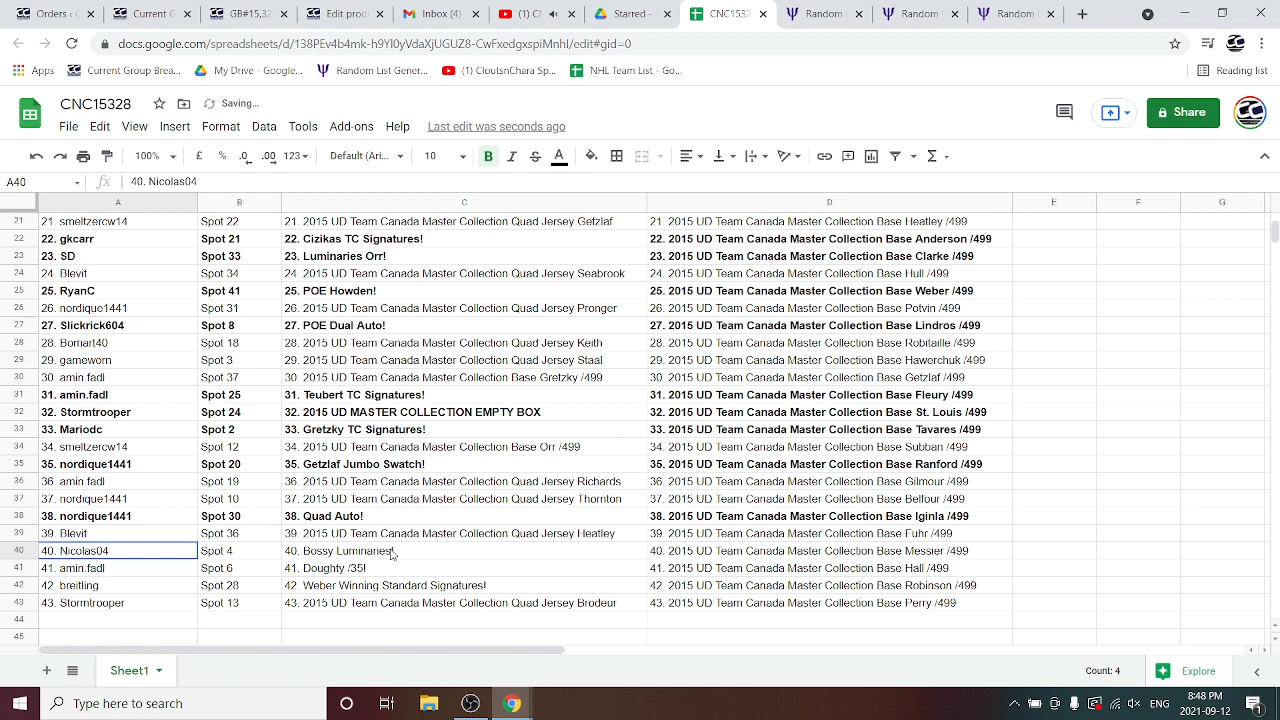 Orders
Current
GB#15,3
Edit prod
Inbox (4
(1) Cl
Starred
CNC1532
Random
Random
Random
docs.google.com/spreadsheets/d/138PEv4b4mk-h9Yl0yVdaXjUGUZ8-CwFxedgxspiMnhI/edit#gid=0
Apps
Current Group Brea...
My Drive - Google...
Random List Gener...
(1) CloutsnChara Sp...
NHL Team List - Go...
Reading list
CNC15328
Saving...
Share
File Edit View Insert Format Data Tools Add-ons Help Last edit was seconds ago
100% £ % .0 .00 123 Default (Ari... 10 B I S A
A40 fx 40. Nicolas04
A B C D E F G
21 21. smeltzercw14 Spot 22 21. 2015 UD Team Canada Master Collection Quad Jersey Getzlaf 21. 2015 UD Team Canada Master Collection Base Heatley /499
22 22. gkcarr Spot 21 22. Cizikas TC Signatures! 22. 2015 UD Team Canada Master Collection Base Anderson /499
23 23. SD Spot 33 23. Luminaries Orr! 23. 2015 UD Team Canada Master Collection Base Clarke /499
24 24. Blevit Spot 34 24. 2015 UD Team Canada Master Collection Quad Jersey Seabrook 24. 2015 UD Team Canada Master Collection Base Hull /499
25 25. RyanC Spot 41 25. POE Howden! 25. 2015 UD Team Canada Master Collection Base Weber /499
26 26. nordique1441 Spot 31 26. 2015 UD Team Canada Master Collection Quad Jersey Pronger 26. 2015 UD Team Canada Master Collection Base Potvin /499
27 27. Slickrick604 Spot 8 27. POE Dual Auto! 27. 2015 UD Team Canada Master Collection Base Lindros /499
28 28. Bomart40 Spot 18 28. 2015 UD Team Canada Master Collection Quad Jersey Keith 28. 2015 UD Team Canada Master Collection Base Robitaille /499
29 29. gameworn Spot 3 29. 2015 UD Team Canada Master Collection Quad Jersey Staal 29. 2015 UD Team Canada Master Collection Base Hawerchuk /499
30 30. amin.fadl Spot 37 30. 2015 UD Team Canada Master Collection Base Gretzky /499 30. 2015 UD Team Canada Master Collection Base Getzlaf /499
31 31. amin.fadl Spot 25 31. Teubert TC Signatures! 31. 2015 UD Team Canada Master Collection Base Fleury /499
32 32. Stormtrooper Spot 24 32. 2015 UD MASTER COLLECTION EMPTY BOX 32. 2015 UD Team Canada Master Collection Base St. Louis /499
33 33. Mariodc Spot 2 33. Gretzky TC Signatures! 33. 2015 UD Team Canada Master Collection Base Tavares /499
34 34. smeltzercw14 Spot 12 34. 2015 UD Team Canada Master Collection Base Orr /499 34. 2015 UD Team Canada Master Collection Base Subban /499
35 35. nordique1441 Spot 20 35. Getzlaf Jumbo Swatch! 35. 2015 UD Team Canada Master Collection Base Ranford /499
36 36. amin.fadl Spot 19 36. 2015 UD Team Canada Master Collection Quad Jersey Richards 36. 2015 UD Team Canada Master Collection Base Gilmour /499
37 37. nordique1441 Spot 10 37. 2015 UD Team Canada Master Collection Quad Jersey Thornton 37. 2015 UD Team Canada Master Collection Base Belfour /499
38 38. nordique1441 Spot 30 38. Quad Auto! 38. 2015 UD Team Canada Master Collection Base Iginla /499
39 39. Blevit Spot 36 39. 2015 UD Team Canada Master Collection Quad Jersey Heatley 39. 2015 UD Team Canada Master Collection Base Fuhr /499
40 40. Nicolas04 Spot 4 40. Bossy Luminaries! 40. 2015 UD Team Canada Master Collection Base Messier /499
41 41. amin.fadl Spot 6 41. Doughty /35! 41. 2015 UD Team Canada Master Collection Base Hall /499
42 42. breitling Spot 28 42. Weber Winning Standard Signatures! 42. 2015 UD Team Canada Master Collection Base Robinson /499
43 43. Stormtrooper Spot 13 43. 2015 UD Team Canada Master Collection Quad Jersey Brodeur 43. 2015 UD Team Canada Master Collection Base Perry /499
44
45
Sheet1
Count: 4
Explore
Type here to search
ENG
8:48 PM
2021-09-12